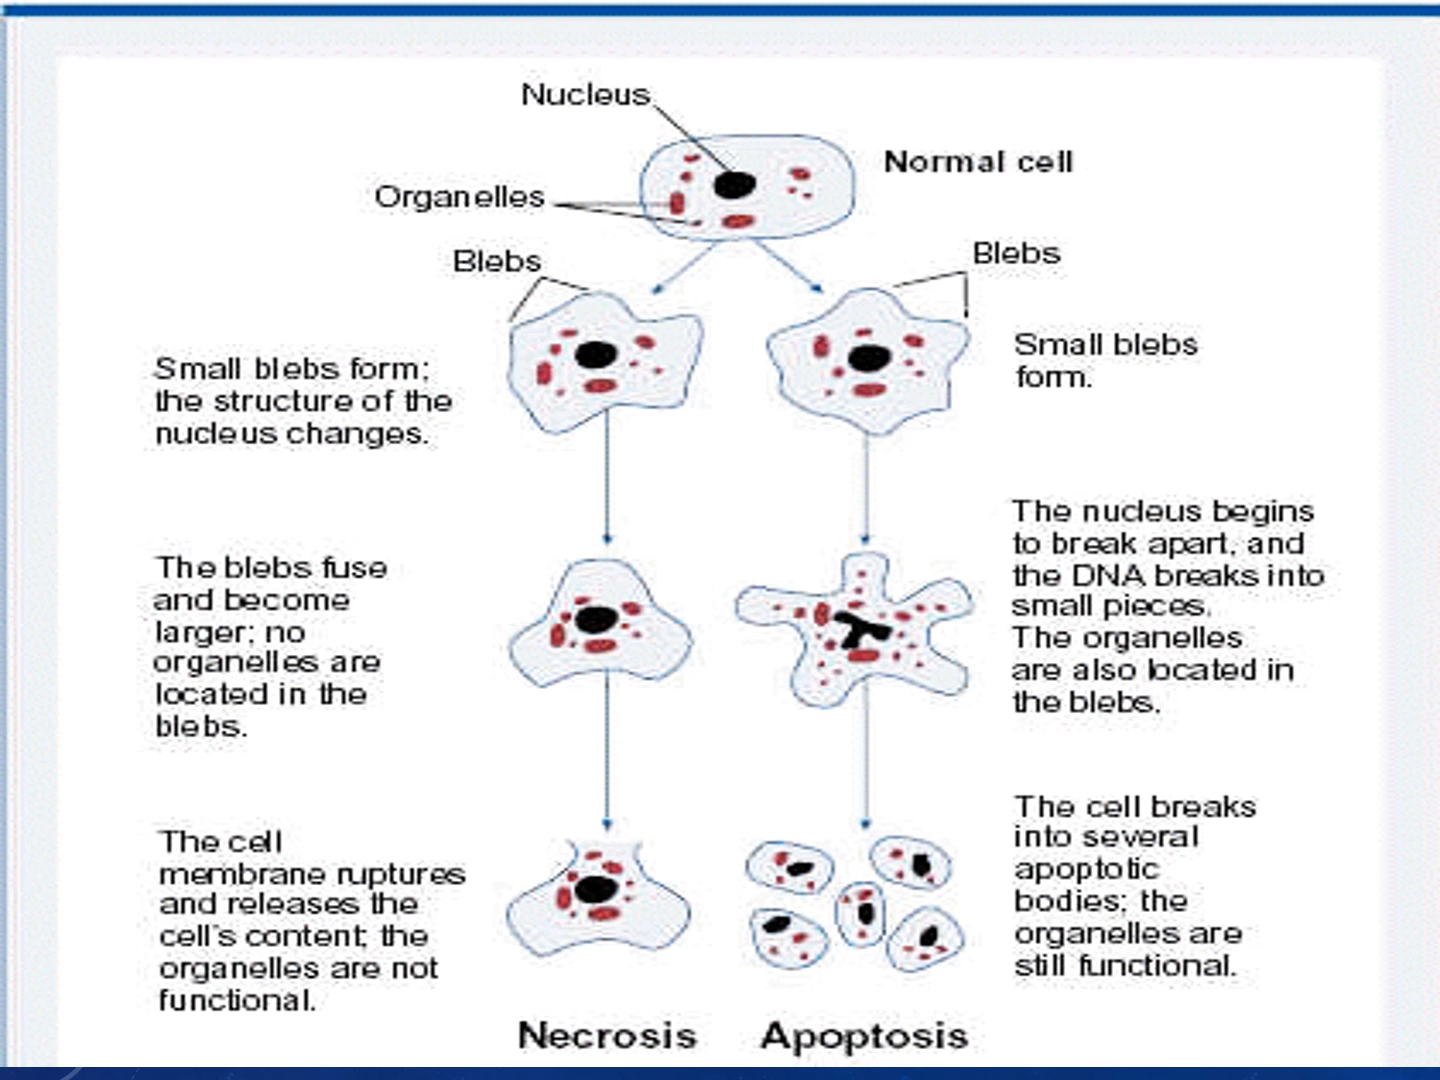 Nucleus
Normal cell
Organelles
Blebs
Blebs
Small blebs form;
the structure of the
nucleus changes.
Small blebs
form.
The blebs fuse
and become
larger; no
organelles are
located in the
blebs.
The nucleus begins
to break apart, and
the DNA breaks into
small pieces.
The organelles
are also located in
the blebs.
The cell
membrane ruptures
and releases the
cell's content; the
organelles are not
functional.
The cell breaks
into several
apoptotic
bodies; the
organelles are
still functional.
Necrosis
Apoptosis